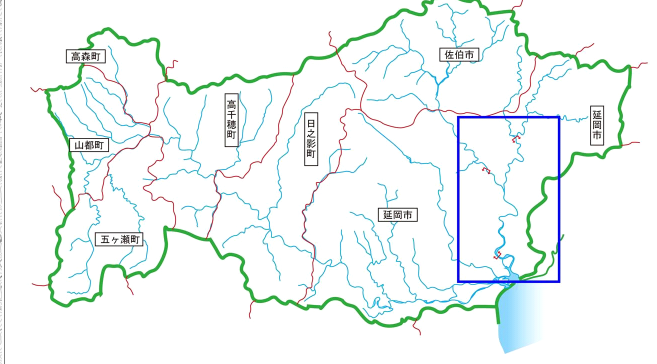 佐伯市
高森町
高千穂町
日之影町
延岡市
山都町
延岡市
五ヶ瀬町